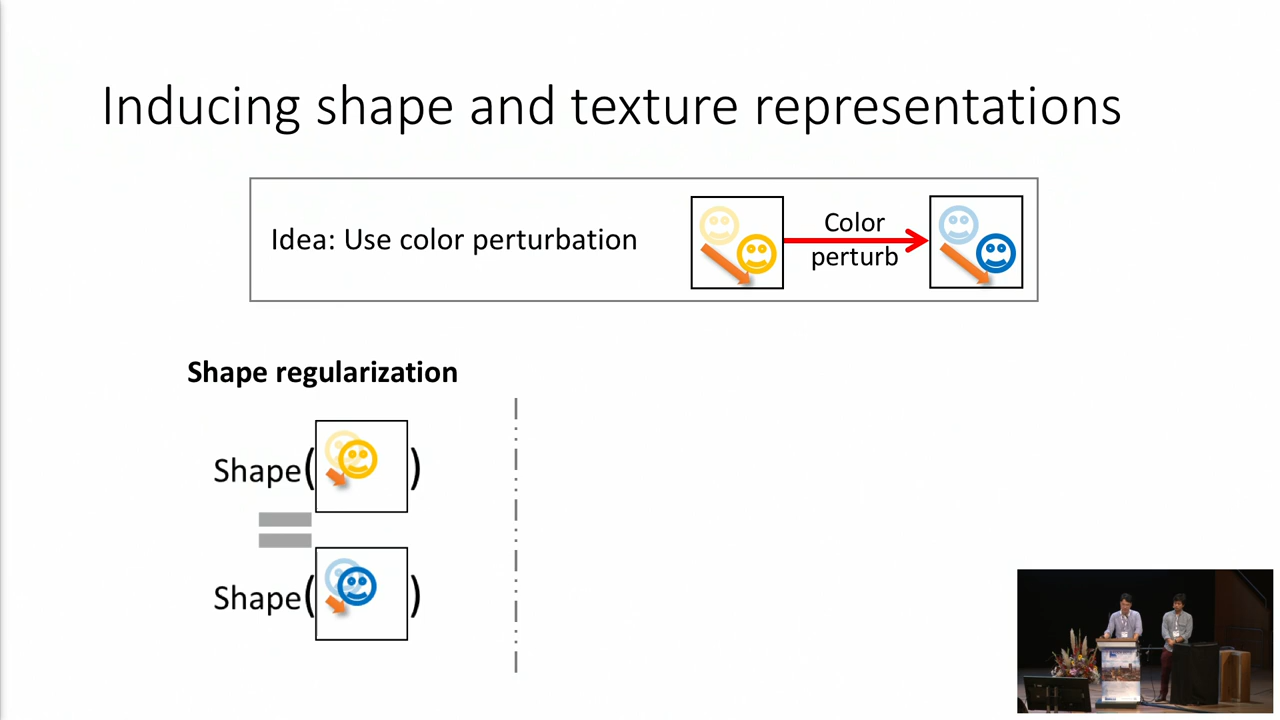 Inducing shape and texture representations
Idea: Use color perturbation
Color
perturb
Shape regularization
Shape( )
Shape( )